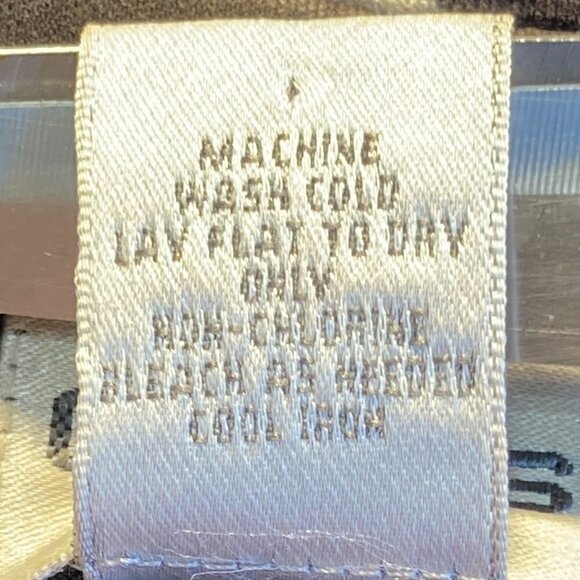 MACHINE
WASH COLD
LAY FLAT TO DRY
ONLY
NON-CHLORINE
BLEACH AS NEEDED
COOL IRON